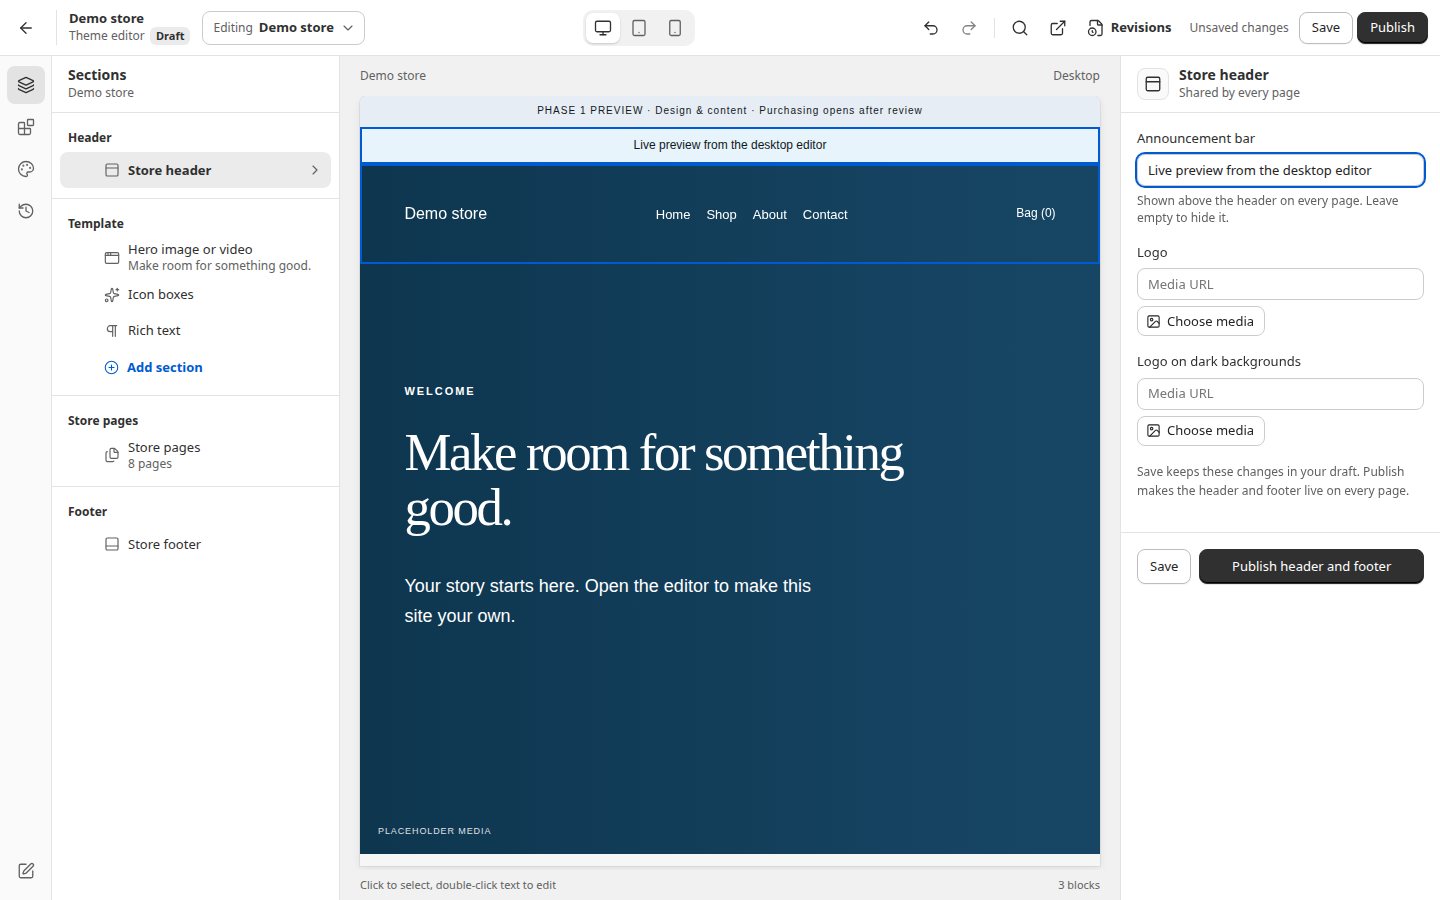 Demo store
Theme editor Draft
Editing Demo store
Revisions
Unsaved changes
Save
Publish
Sections
Demo store
Header
Store header
Template
Hero image or video
Make room for something good.
Icon boxes
Rich text
Add section
Store pages
Store pages
8 pages
Footer
Store footer
Demo store
Desktop
PHASE 1 PREVIEW · Design & content · Purchasing opens after review
Live preview from the desktop editor
Demo store
Home Shop About Contact
Bag (0)
WELCOME
Make room for something
good.
Your story starts here. Open the editor to make this
site your own.
PLACEHOLDER MEDIA
Click to select, double-click text to edit
3 blocks
Store header
Shared by every page
Announcement bar
Live preview from the desktop editor
Shown above the header on every page. Leave
empty to hide it.
Logo
Media URL
Choose media
Logo on dark backgrounds
Media URL
Choose media
Save keeps these changes in your draft. Publish
makes the header and footer live on every page.
Save
Publish header and footer